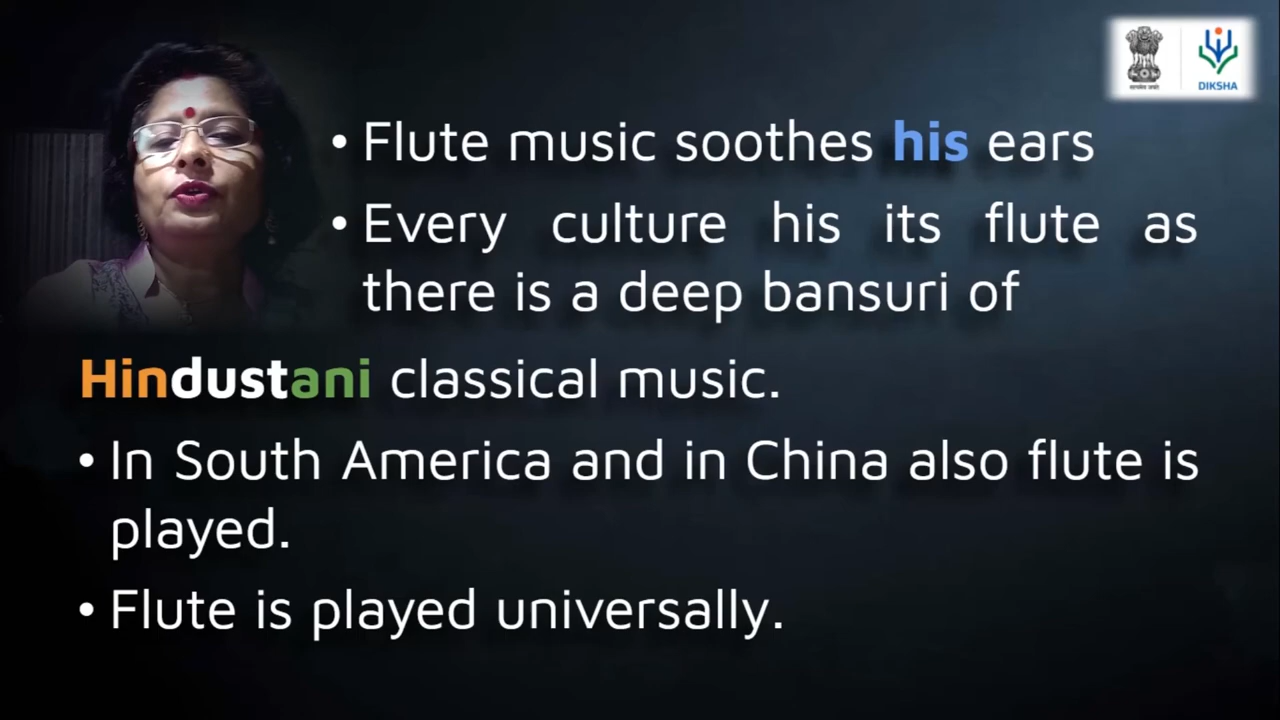 DIKSHA
• Flute music soothes his ears
• Every culture his its flute as
there is a deep bansuri of
Hindustani classical music.
• In South America and in China also flute is
played.
• Flute is played universally.